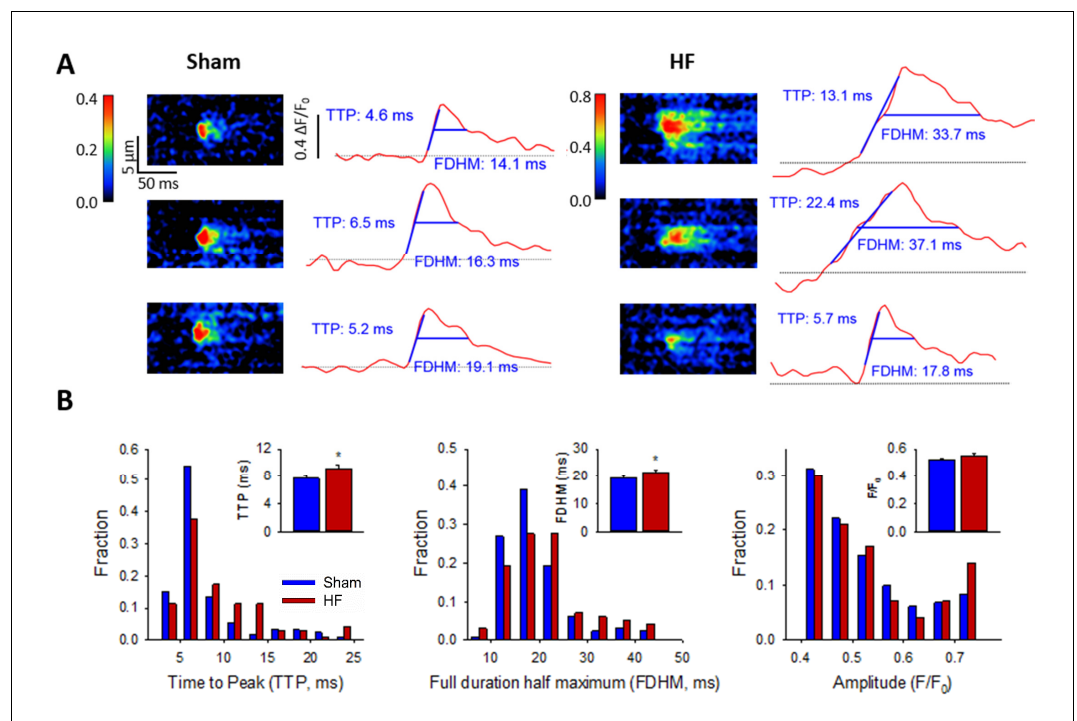 A
Sham
HF
0.4
0.2
0.0
5 µm
50 ms
0.4 ΔF/F0
TTP: 4.6 ms
FDHM: 14.1 ms
TTP: 6.5 ms
FDHM: 16.3 ms
TTP: 5.2 ms
FDHM: 19.1 ms
0.8
0.4
0.0
TTP: 13.1 ms
FDHM: 33.7 ms
TTP: 22.4 ms
FDHM: 37.1 ms
TTP: 5.7 ms
FDHM: 17.8 ms
B
Fraction
0.6
0.5
0.4
0.3
0.2
0.1
0.0
5 10 15 20 25
Time to Peak (TTP, ms)
TTP (ms)
12
8
4
0
*
Sham
HF
Fraction
0.5
0.4
0.3
0.2
0.1
0.0
10 20 30 40 50
Full duration half maximum (FDHM, ms)
FDHM (ms)
30
20
10
0
*
Fraction
0.3
0.2
0.1
0.0
0.4 0.5 0.6 0.7
Amplitude (F/F0)
F/F0
0.6
0.4
0.2
0.0